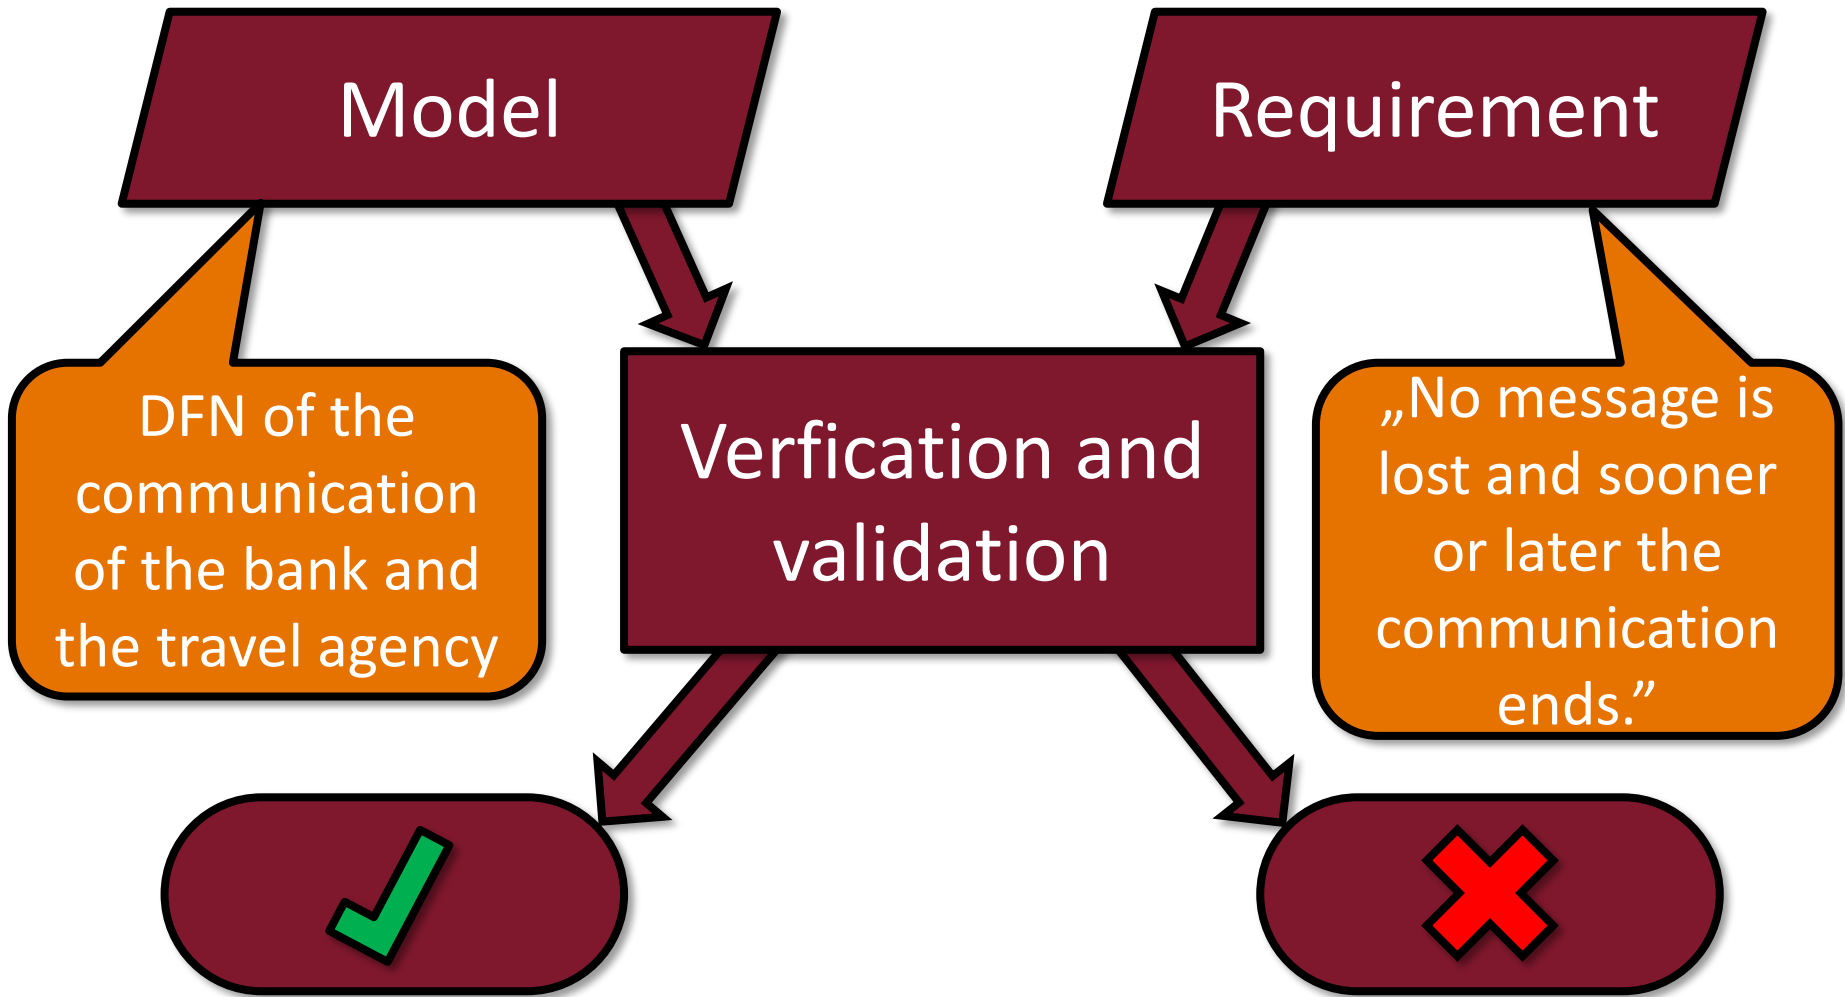 Model
Requirement
DFN of the
communication
of the bank and
the travel agency
Verfication and
validation
„No message is
lost and sooner
or later the
communication
ends.”